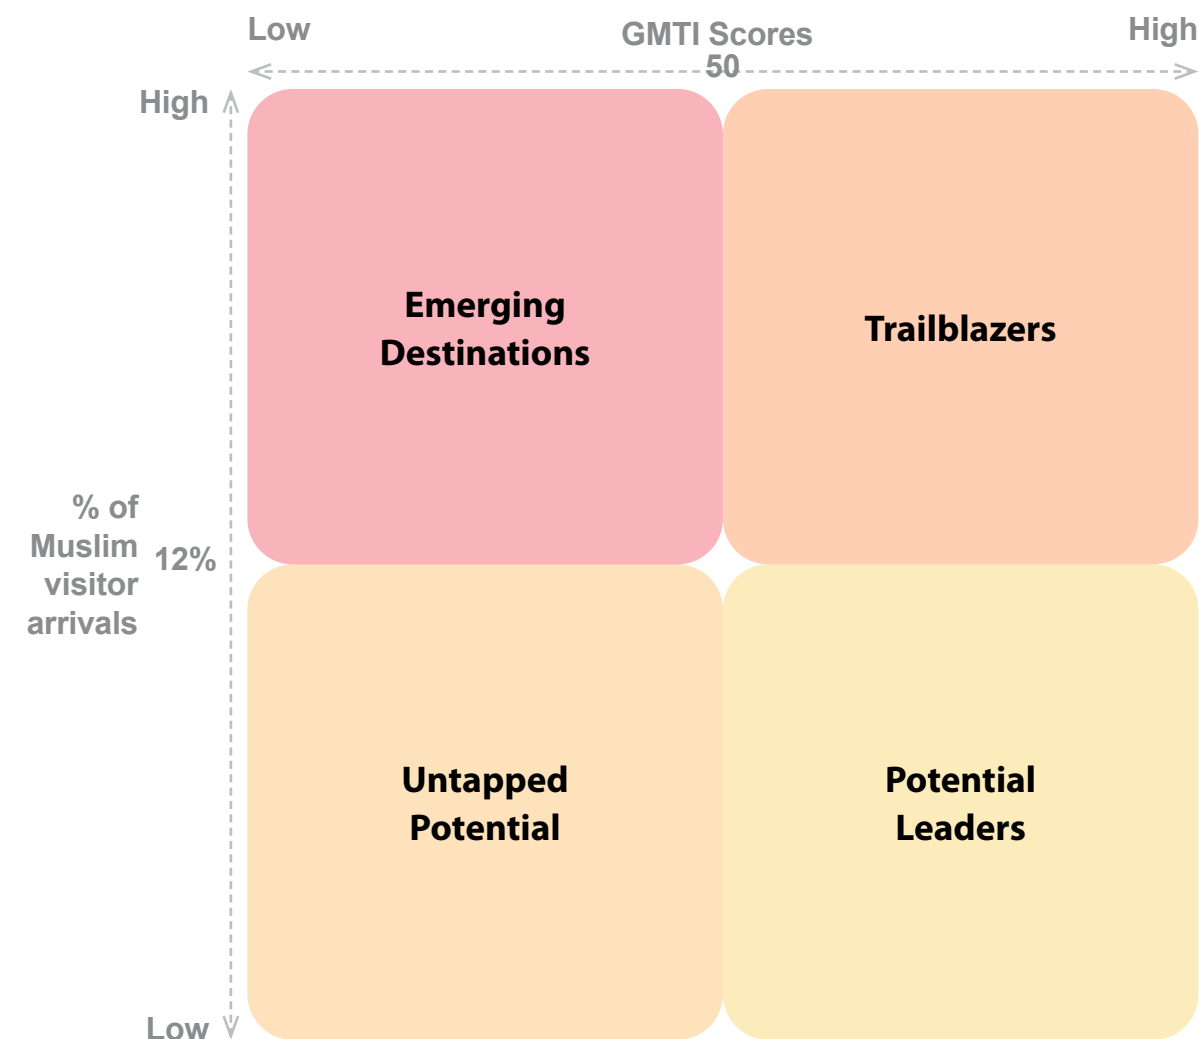 Low
GMTI Scores
High
50
High
Emerging
Destinations
Trailblazers
% of
Muslim
visitor
arrivals
12%
Untapped
Potential
Potential
Leaders
Low